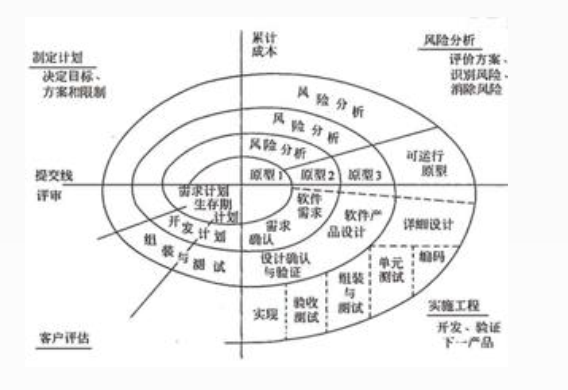 累计
成本
制定计划
决定目标、
方案和限制
风险分析
评价方案、
识别风险、
消除风险
风险分析
风险分析
风险分析
可运行
原型
原型1
原型2
原型3
提交线
评审
需求计划
生存期
计划
软件
需求
开发计划
需求
确认
软件产
品设计
详细设计
组装与测试
设计确认
与验证
组装
与
测试
单元
测试
编码
实现
验收
测试
实施工程
开发、验证
下一产品
客户评估